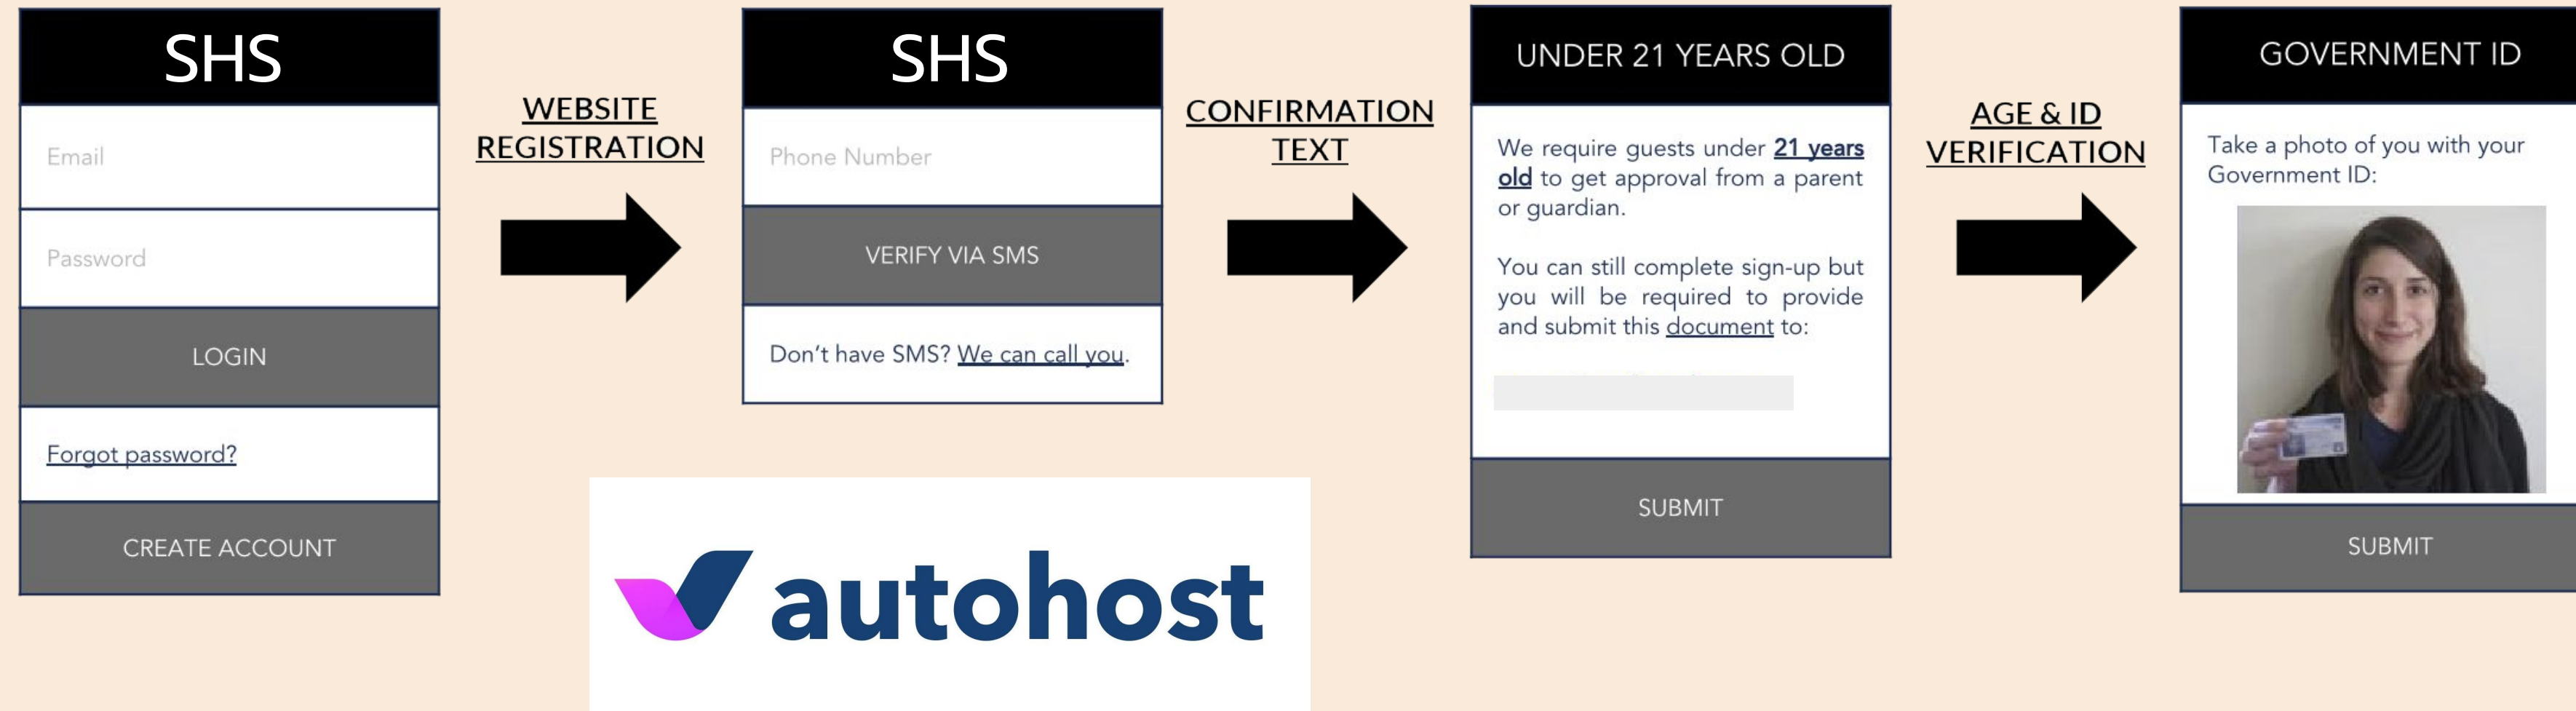 SHS
Email
Password
LOGIN
Forgot password?
CREATE ACCOUNT
WEBSITE
REGISTRATION
SHS
Phone Number
VERIFY VIA SMS
Don't have SMS? We can call you.
CONFIRMATION
TEXT
UNDER 21 YEARS OLD
We require guests under 21 years
old to get approval from a parent
or guardian.
You can still complete sign-up but
you will be required to provide
and submit this document to:
SUBMIT
AGE & ID
VERIFICATION
GOVERNMENT ID
Take a photo of you with your
Government ID:
SUBMIT
autohost